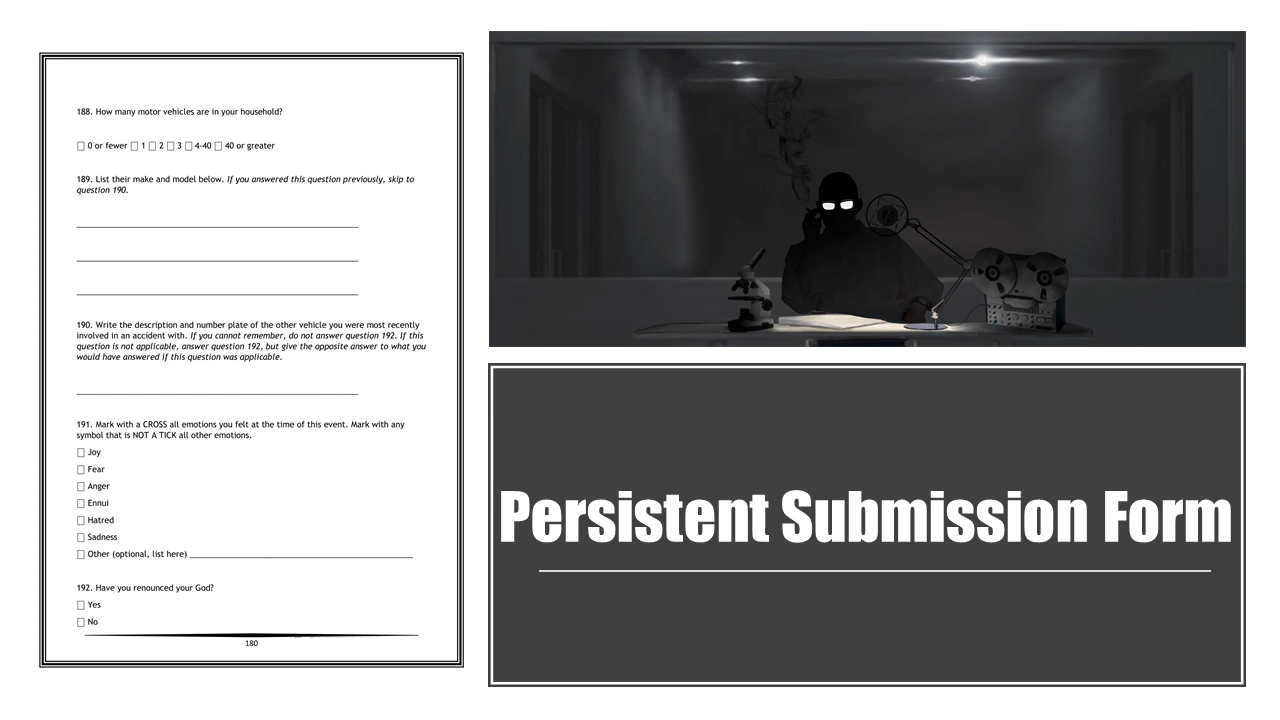 188. How many motor vehicles are in your household?
☐ 0 or fewer ☐ 1 ☐ 2 ☐ 3 ☐ 4-40 ☐ 40 or greater
189. List their make and model below. If you answered this question previously, skip to
question 190.
190. Write the description and number plate of the other vehicle you were most recently
involved in an accident with. If you cannot remember, do not answer question 192. If this
question is not applicable, answer question 192, but give the opposite answer to what you
would have answered if this question was applicable.
191. Mark with a CROSS all emotions you felt at the time of this event. Mark with any
symbol that is NOT A TICK all other emotions.
☐ Joy
☐ Fear
☐ Anger
☐ Ennui
☐ Hatred
☐ Sadness
☐ Other (optional, list here)
192. Have you renounced your God?
☐ Yes
☐ No
180
Persistent Submission Form